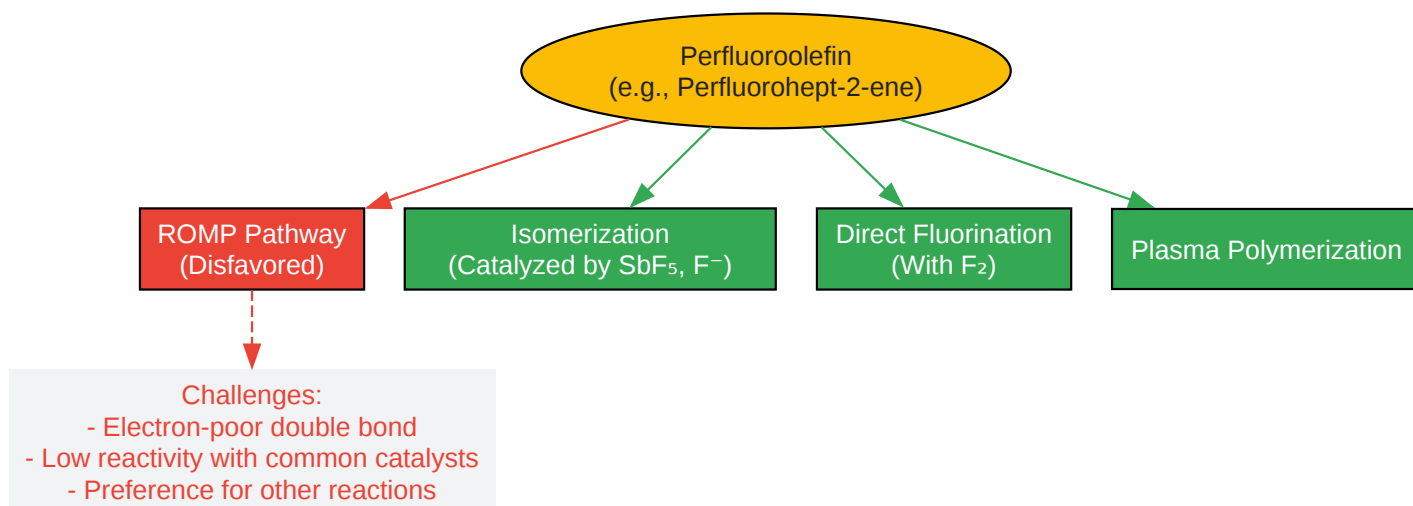 Perfluoroolefin
(e.g., Perfluorohept-2-ene)
ROMP Pathway
(Disfavored)
Isomerization
(Catalyzed by SbF₅, F⁻)
Direct Fluorination
(With F₂)
Plasma Polymerization
Challenges:
- Electron-poor double bond
- Low reactivity with common catalysts
- Preference for other reactions